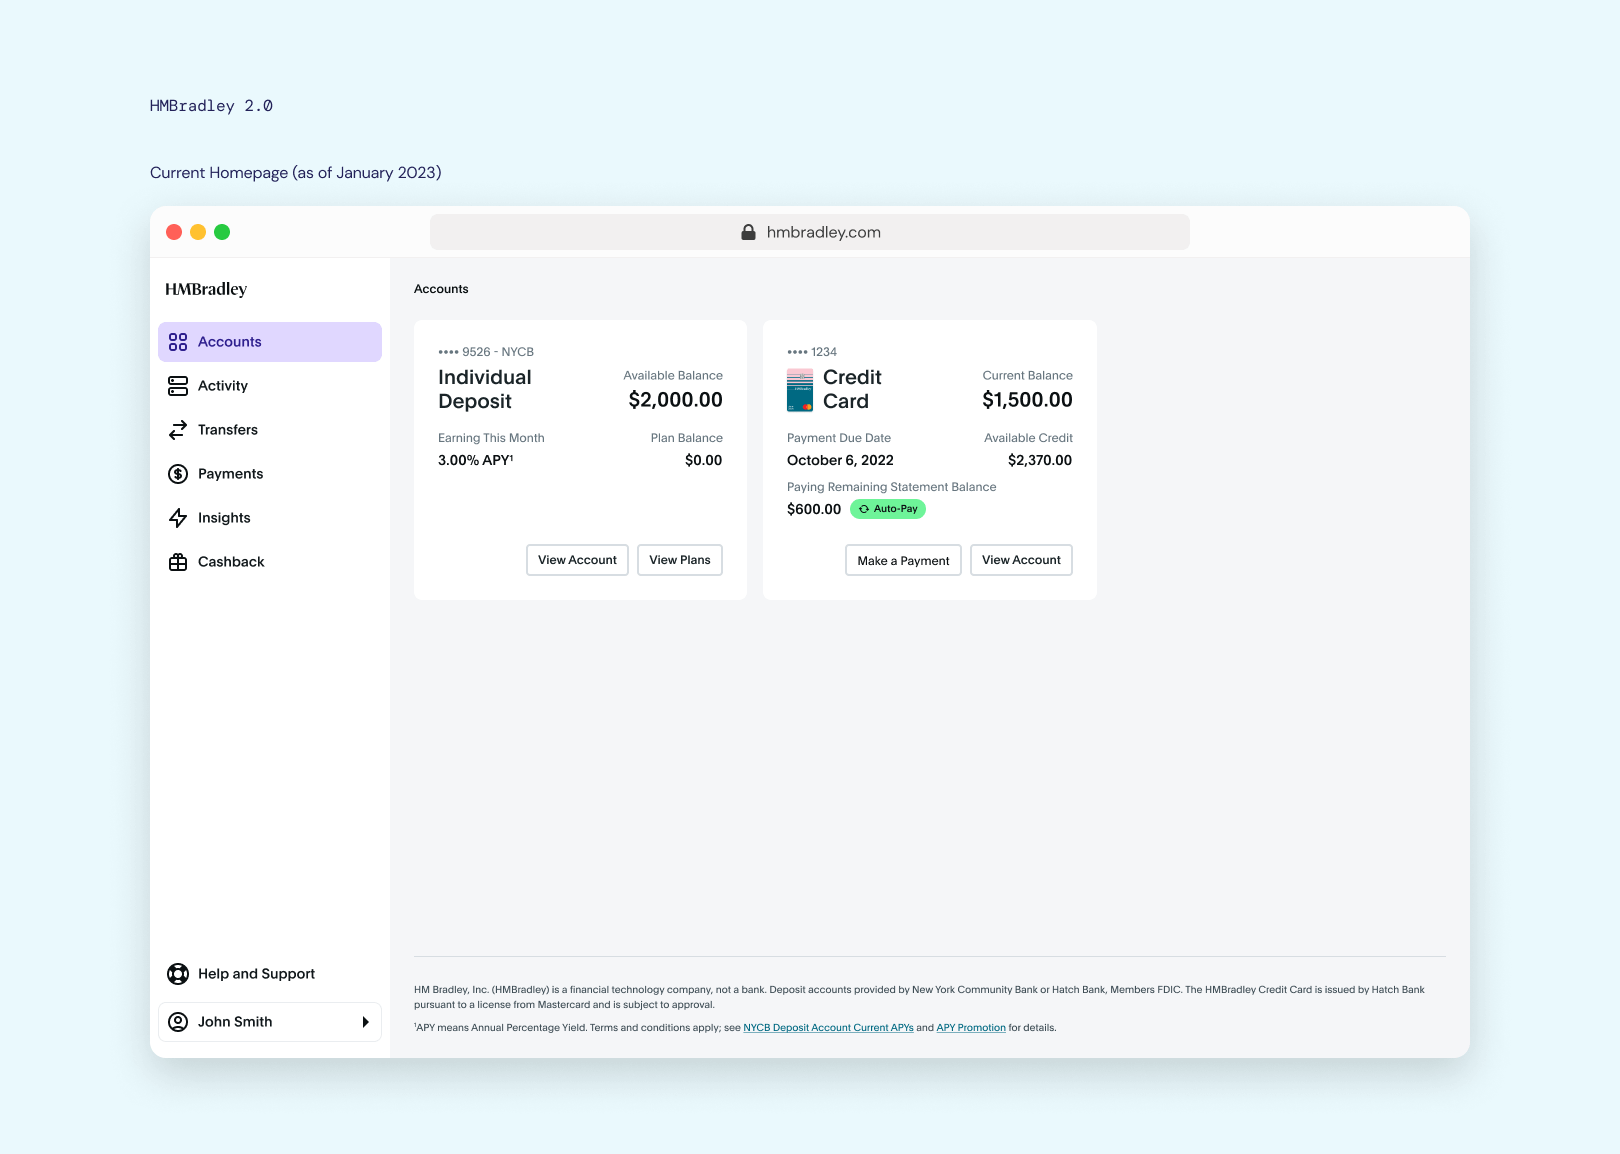 HMBradley 2.0
Current Homepage (as of January 2023)
hmbradley.com
HMBradley
Accounts
Activity
Transfers
Payments
Insights
Cashback
Help and Support
John Smith
Accounts
•••• 9526 - NYCB
Individual
Deposit
Available Balance
$2,000.00
Earning This Month
3.00% APY¹
Plan Balance
$0.00
View Account
View Plans
•••• 1234
Credit
Card
Current Balance
$1,500.00
Payment Due Date
October 6, 2022
Available Credit
$2,370.00
Paying Remaining Statement Balance
$600.00
Auto-Pay
Make a Payment
View Account
HM Bradley, Inc. (HMBradley) is a financial technology company, not a bank. Deposit accounts provided by New York Community Bank or Hatch Bank, Members FDIC. The HMBradley Credit Card is issued by Hatch Bank
pursuant to a license from Mastercard and is subject to approval.
¹APY means Annual Percentage Yield. Terms and conditions apply; see NYCB Deposit Account Current APYs and APY Promotion for details.